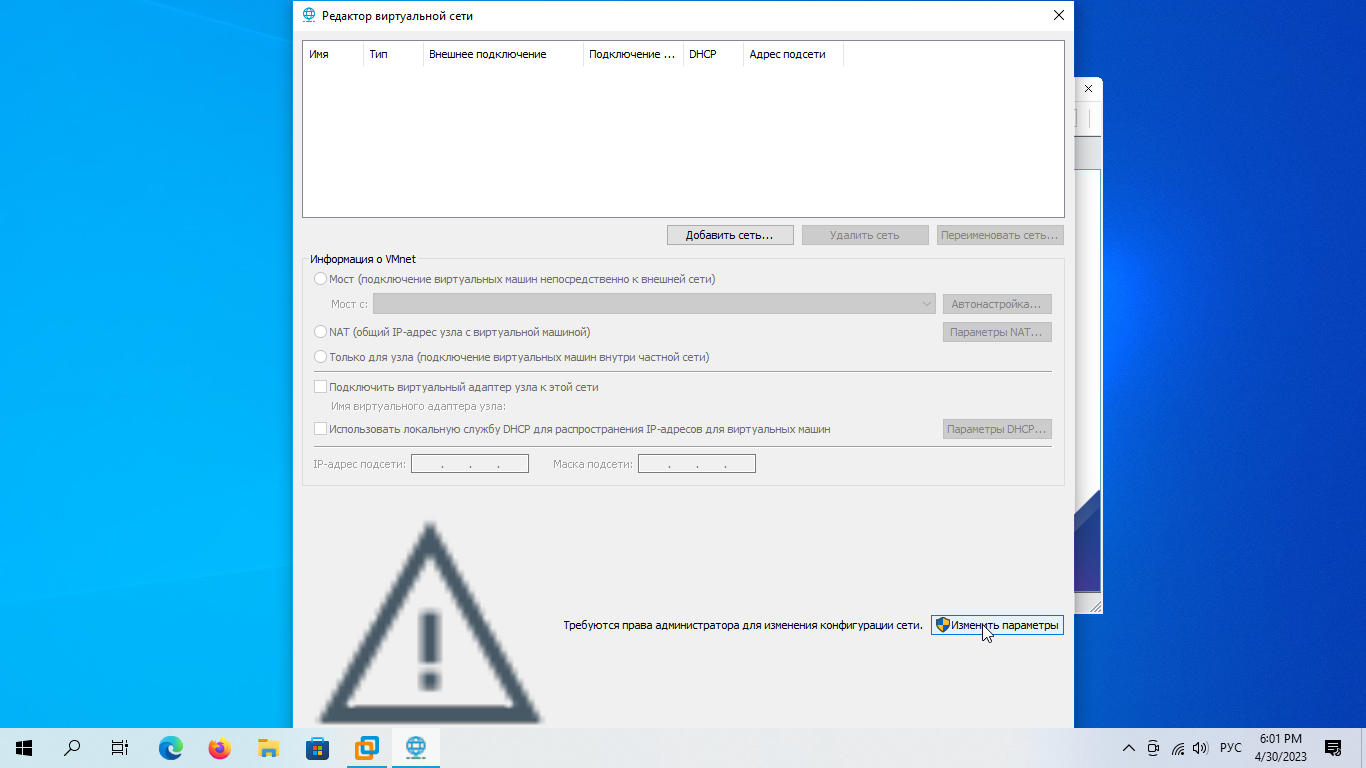 Редактор виртуальной сети
Имя Тип Внешнее подключение Подключение ... DHCP Адрес подсети
Добавить сеть... Удалить сеть Переименовать сеть...
Информация о VMnet
Мост (подключение виртуальных машин непосредственно к внешней сети)
Мост с: Автонастройка...
NAT (общий IP-адрес узла с виртуальной машиной) Параметры NAT...
Только для узла (подключение виртуальных машин внутри частной сети)
Подключить виртуальный адаптер узла к этой сети
Имя виртуального адаптера узла:
Использовать локальную службу DHCP для распространения IP-адресов для виртуальных машин Параметры DHCP...
IP-адрес подсети: . . . Маска подсети: . . .
Требуются права администратора для изменения конфигурации сети. Изменить параметры
РУС 6:01 PM
4/30/2023